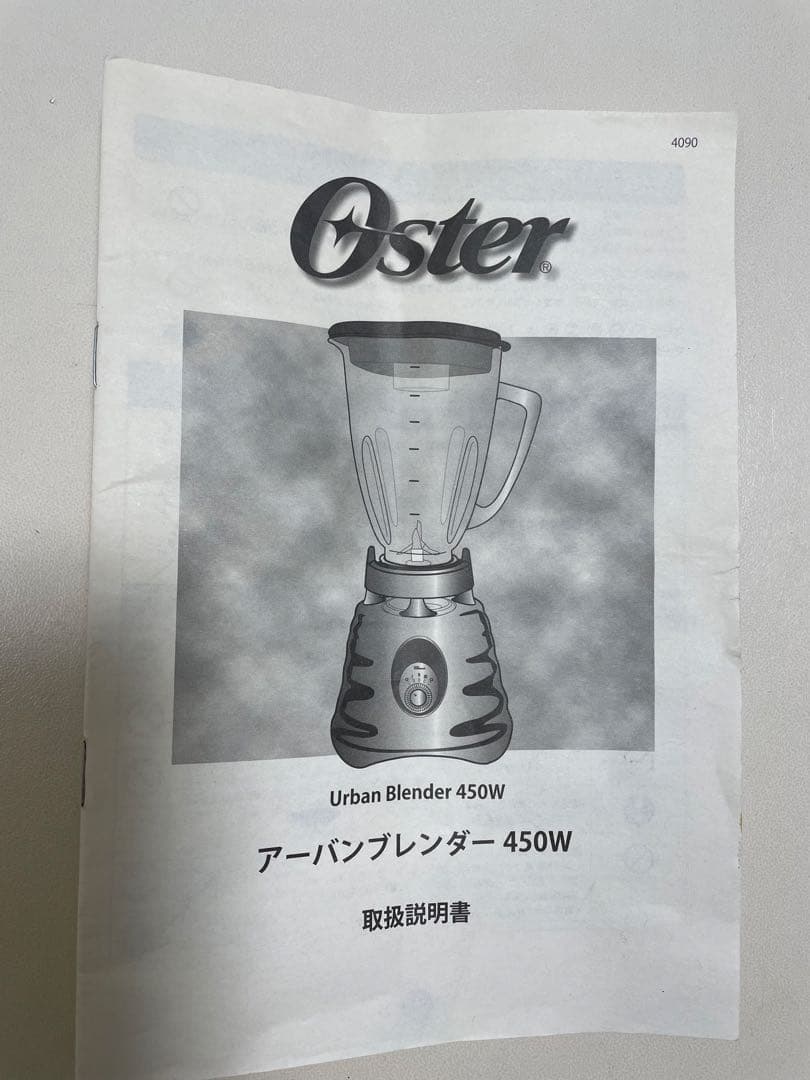 4090
Oster®
Urban Blender 450W
アーバンブレンダー 450W
取扱説明書